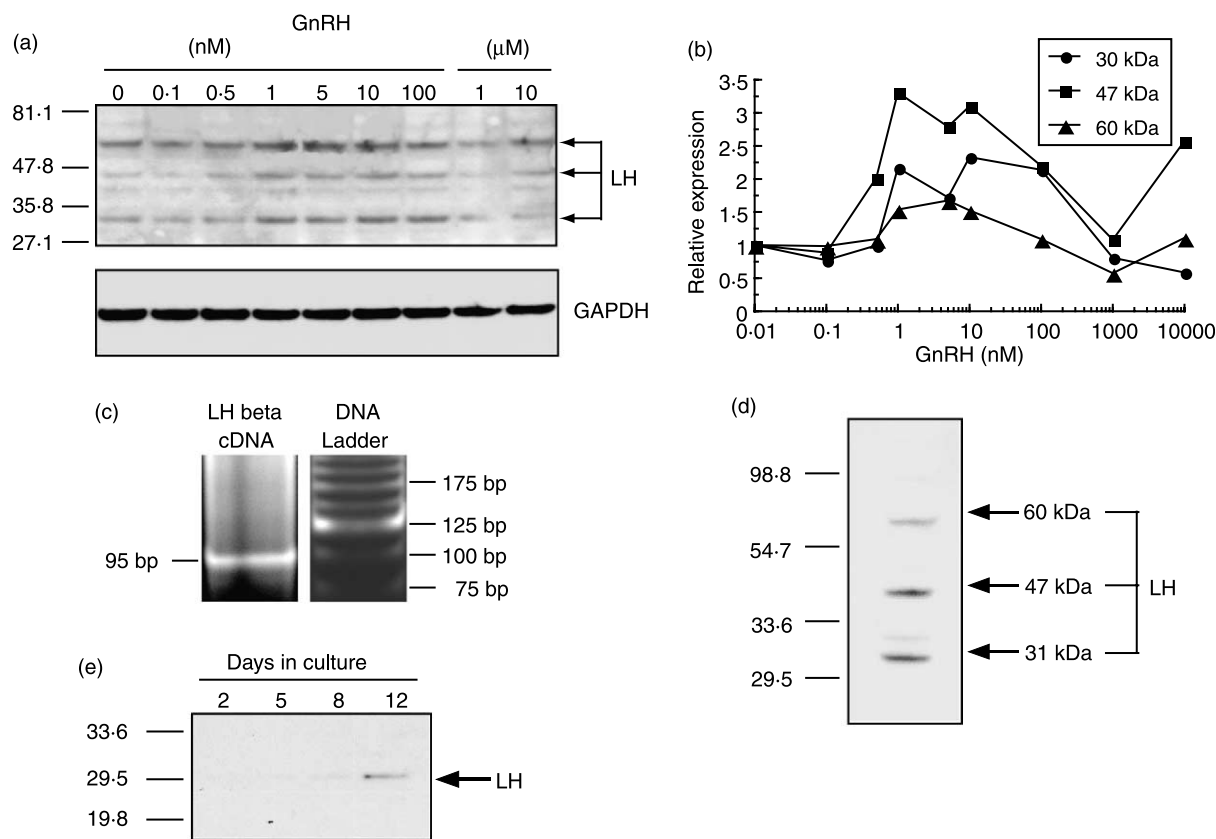 (a)
GnRH
(nM) (μM)
0 0·1 0·5 1 5 10 100 1 10
81·1
47·8
35·8
27·1
LH
GAPDH
(b)
30 kDa
47 kDa
60 kDa
Relative expression
3·5
3
2·5
2
1·5
1
0·5
0
0·01 0·1 1 10 100 1000 10000
GnRH (nM)
(c)
LH beta
cDNA
DNA
Ladder
95 bp
175 bp
125 bp
100 bp
75 bp
(d)
98·8
54·7
33·6
29·5
60 kDa
47 kDa
31 kDa
LH
(e)
Days in culture
2 5 8 12
33·6
29·5
19·8
LH